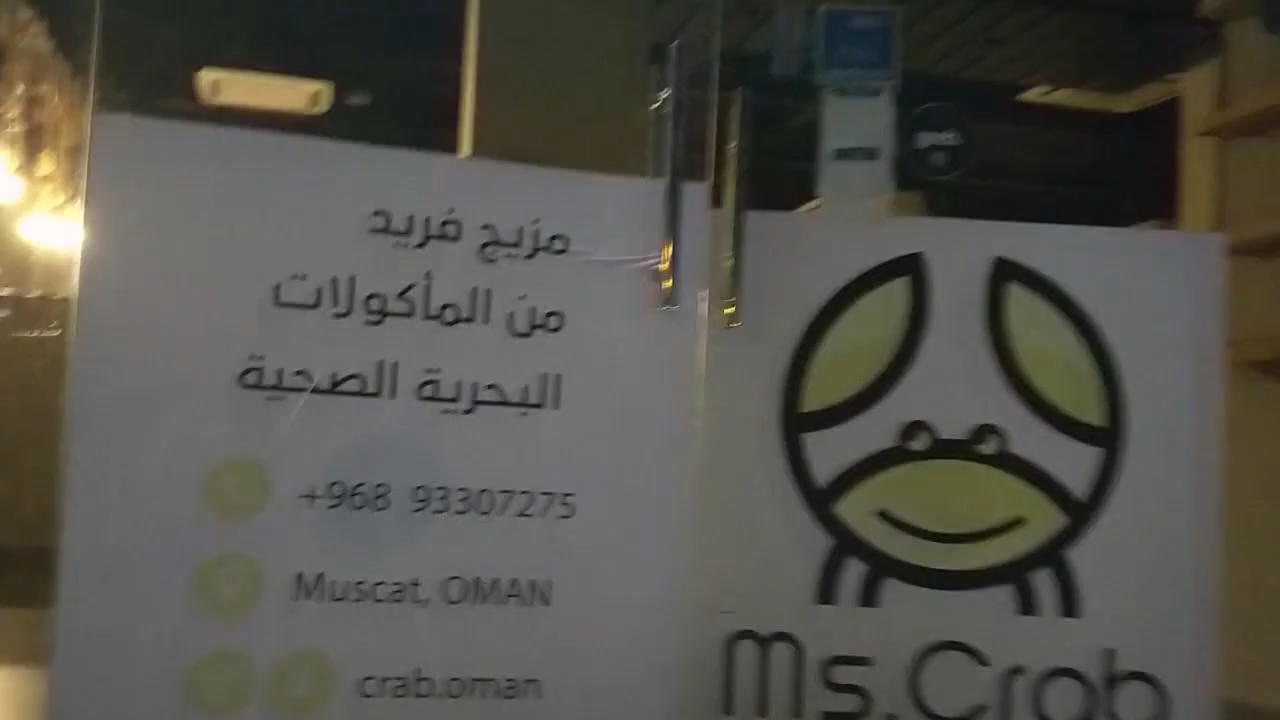 مزيج فريد
من المأكولات
البحرية الصحية
+968 93307275
Muscat, OMAN
crab.oman
Ms.Crab